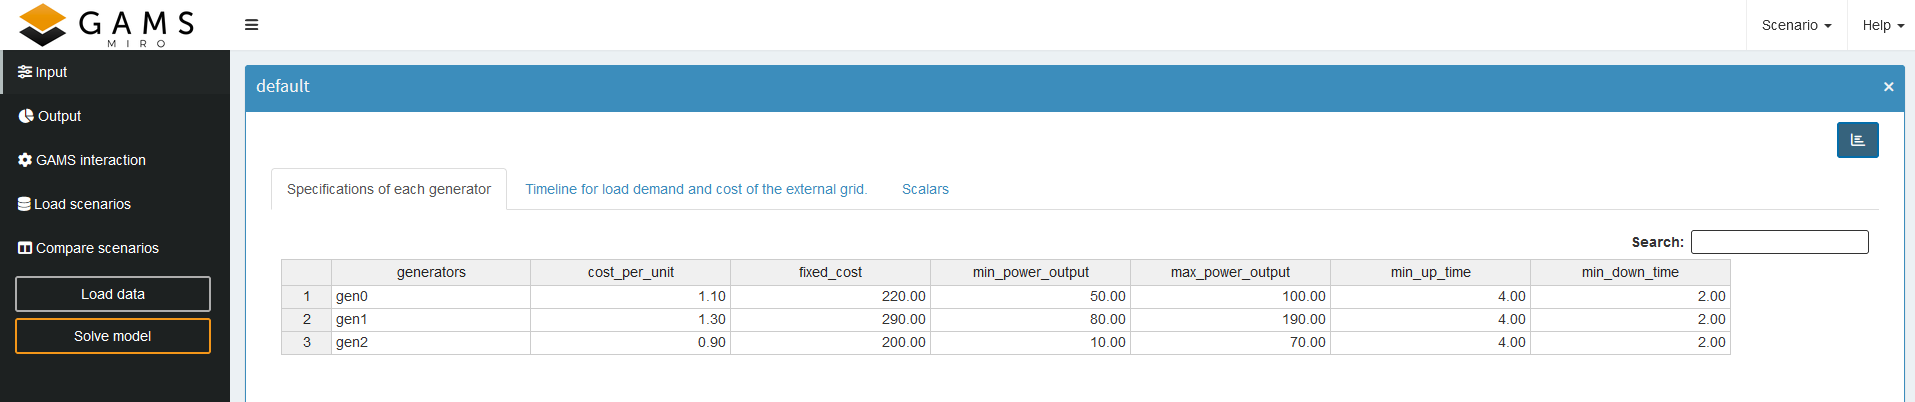 GAMS
MIRO
Scenario
Help
Input
Output
GAMS interaction
Load scenarios
Compare scenarios
Load data
Solve model
default
Specifications of each generator Timeline for load demand and cost of the external grid. Scalars
Search:
generators cost_per_unit fixed_cost min_power_output max_power_output min_up_time min_down_time
1 gen0 1.10 220.00 50.00 100.00 4.00 2.00
2 gen1 1.30 290.00 80.00 190.00 4.00 2.00
3 gen2 0.90 200.00 10.00 70.00 4.00 2.00